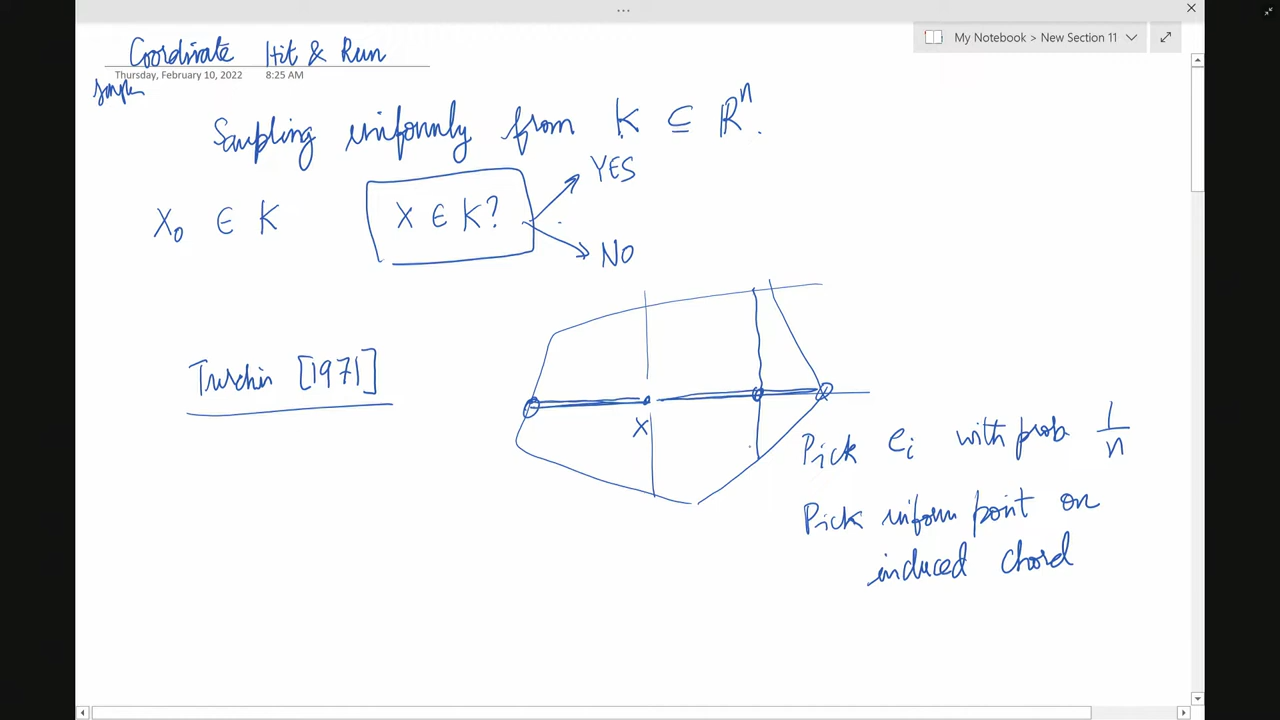 My Notebook > New Section 11
Coordinate Hit & Run
Thursday, February 10, 2022 8:25 AM
Sampling uniformly from K ⊆ ℝⁿ.
X₀ ∈ K
X ∈ K?
YES
NO
Turchin [1971]
X
Pick eᵢ with prob 1/n
Pick uniform point on
induced chord